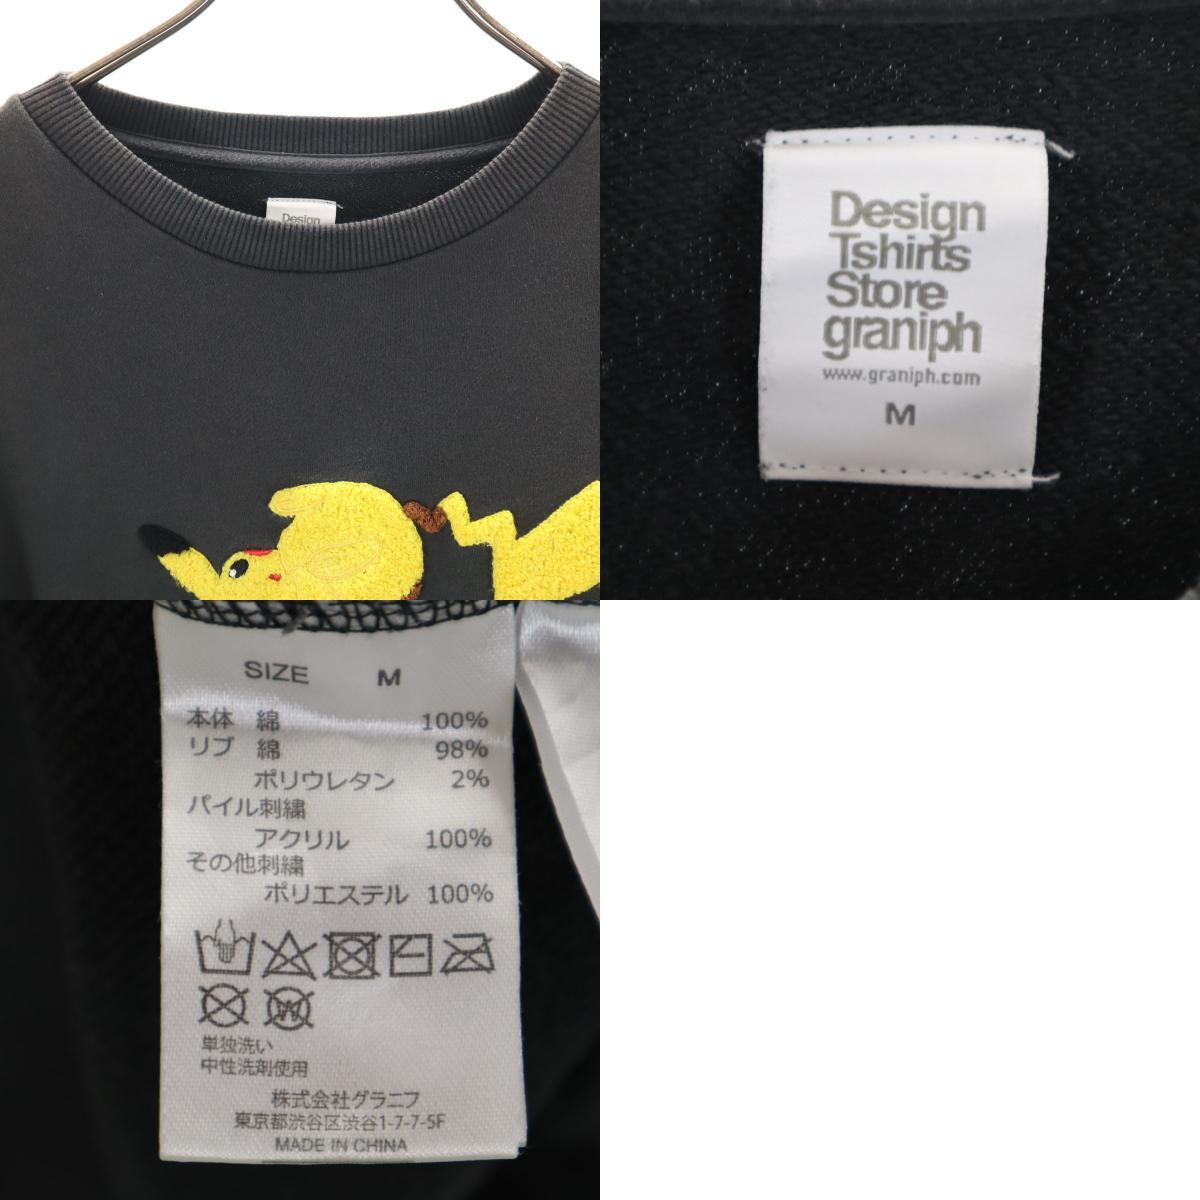 Design
Design
Tshirts
Store
graniph
www.graniph.com
M
SIZE M
本体 綿 100%
リブ 綿 98%
ポリウレタン 2%
パイル刺繍
アクリル 100%
その他刺繍
ポリエステル 100%
W
単独洗い
中性洗剤使用
株式会社グラニフ
東京都渋谷区渋谷1-7-7-5F
MADE IN CHINA